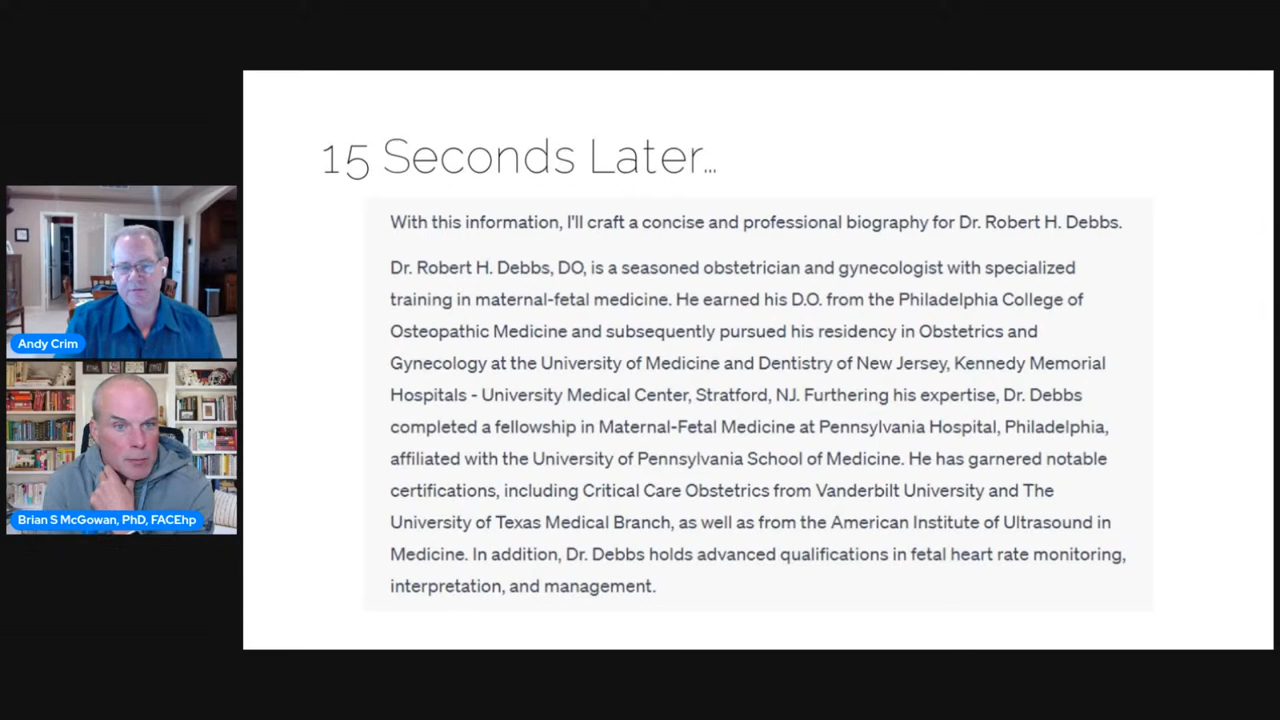 15 Seconds Later...
With this information, I'll craft a concise and professional biography for Dr. Robert H. Debbs.
Dr. Robert H. Debbs, DO, is a seasoned obstetrician and gynecologist with specialized
training in maternal-fetal medicine. He earned his D.O. from the Philadelphia College of
Osteopathic Medicine and subsequently pursued his residency in Obstetrics and
Gynecology at the University of Medicine and Dentistry of New Jersey, Kennedy Memorial
Hospitals - University Medical Center, Stratford, NJ. Furthering his expertise, Dr. Debbs
completed a fellowship in Maternal-Fetal Medicine at Pennsylvania Hospital, Philadelphia,
affiliated with the University of Pennsylvania School of Medicine. He has garnered notable
certifications, including Critical Care Obstetrics from Vanderbilt University and The
University of Texas Medical Branch, as well as from the American Institute of Ultrasound in
Medicine. In addition, Dr. Debbs holds advanced qualifications in fetal heart rate monitoring,
interpretation, and management.
Andy Crim
Brian S McGowan, PhD, FACEhp